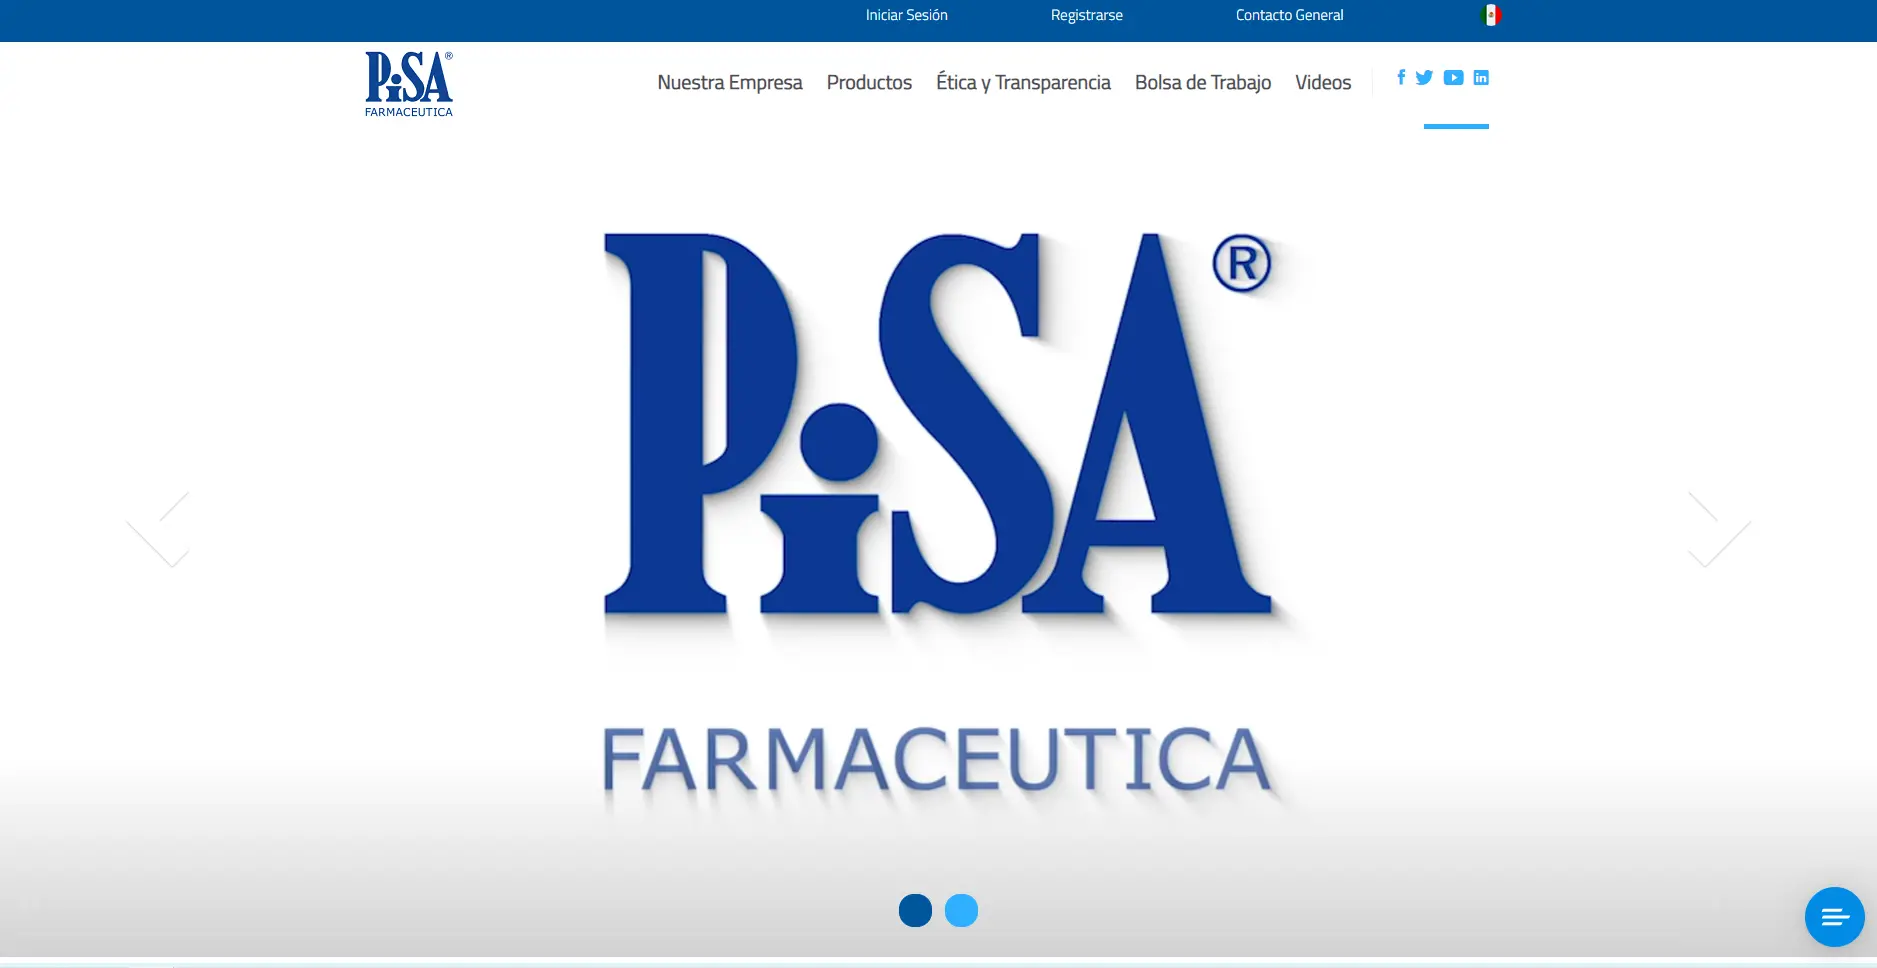 Iniciar Sesión Registrarse Contacto General
PiSA®
FARMACEUTICA
Nuestra Empresa Productos Ética y Transparencia Bolsa de Trabajo Videos
PiSA®
FARMACEUTICA